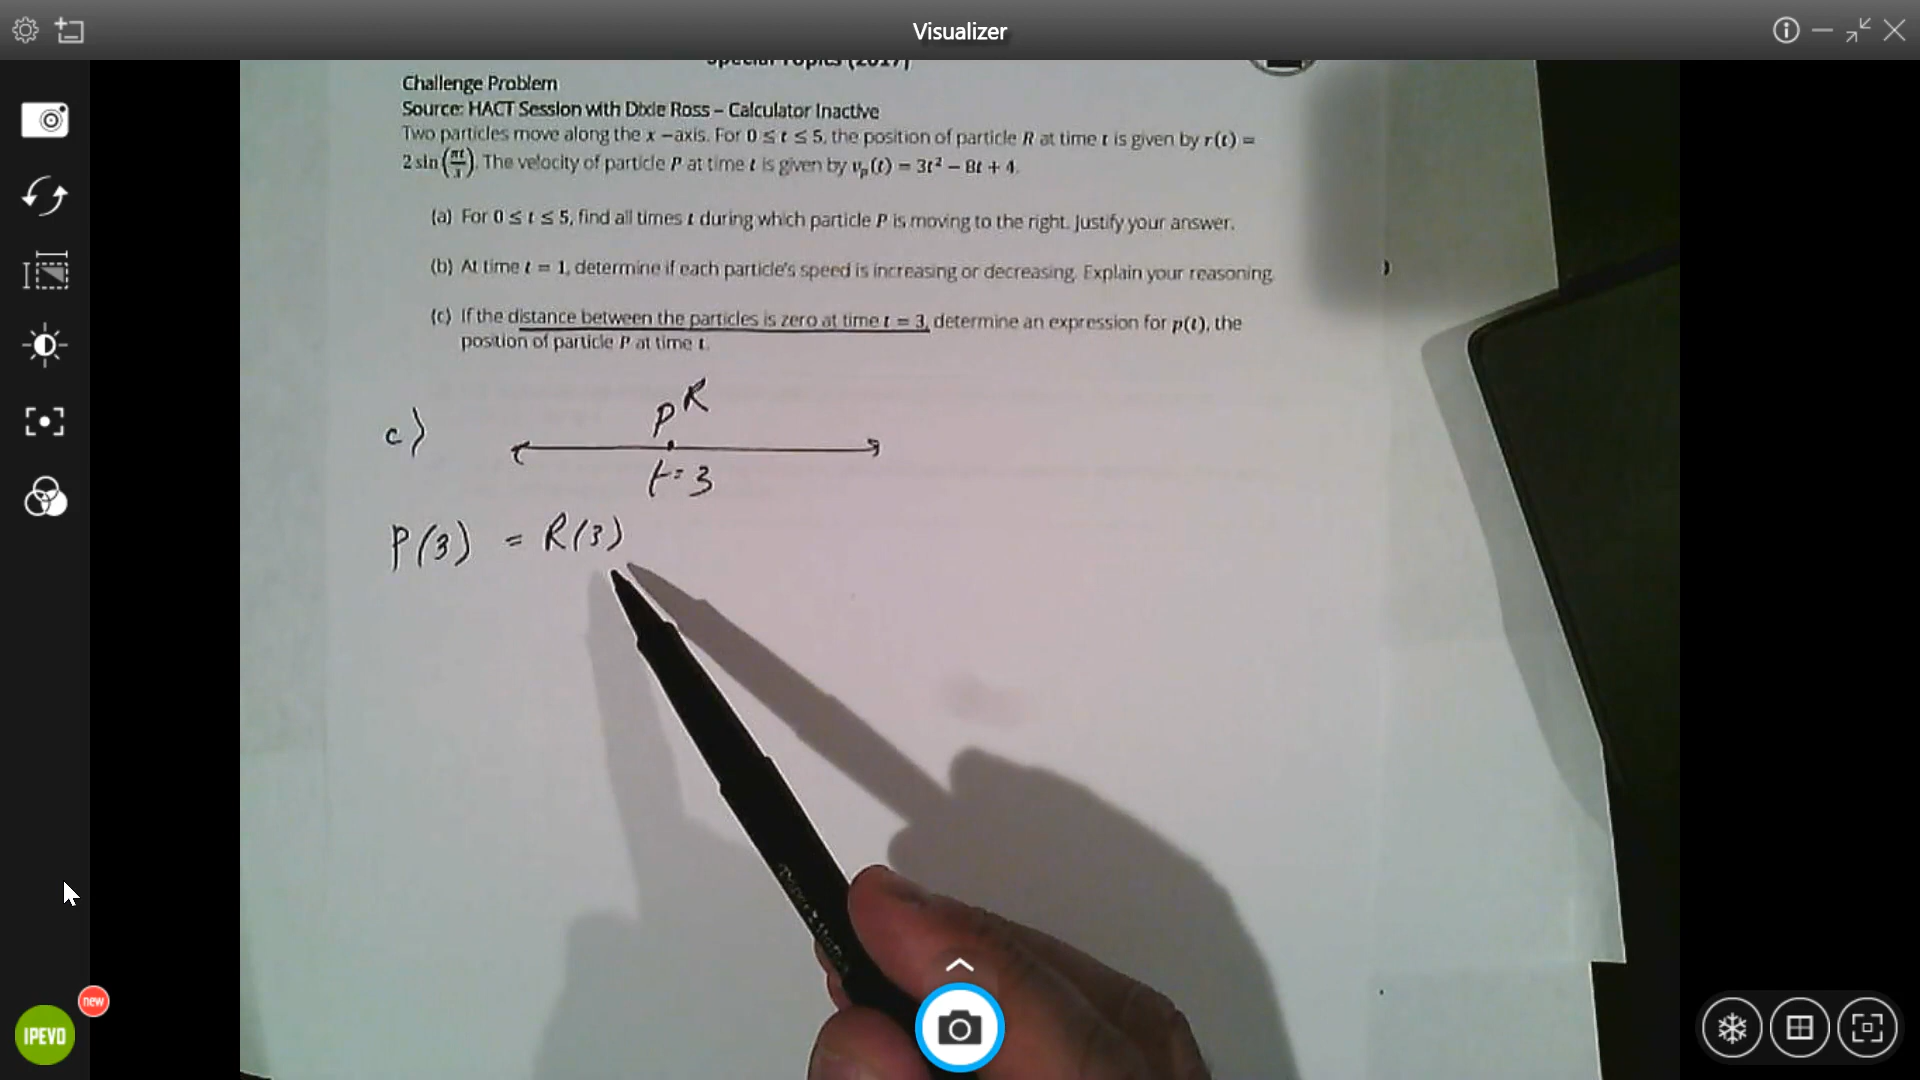 Visualizer
Special Topics (2017)
Challenge Problem
Source: HACT Session with Dixie Ross – Calculator Inactive
Two particles move along the x –axis. For 0 ≤ t ≤ 5, the position of particle R at time t is given by r(t) =
2 sin(πt/). The velocity of particle P at time t is given by vₚ(t) = 3t² – 8t + 4.
(a) For 0 ≤ t ≤ 5, find all times t during which particle P is moving to the right. Justify your answer.
(b) At time t = 1, determine if each particle's speed is increasing or decreasing. Explain your reasoning.
(c) If the distance between the particles is zero at time t = 3, determine an expression for p(t), the
position of particle P at time t.
c)
P R
t=3
P(3) = R(3)
new
IPEVO